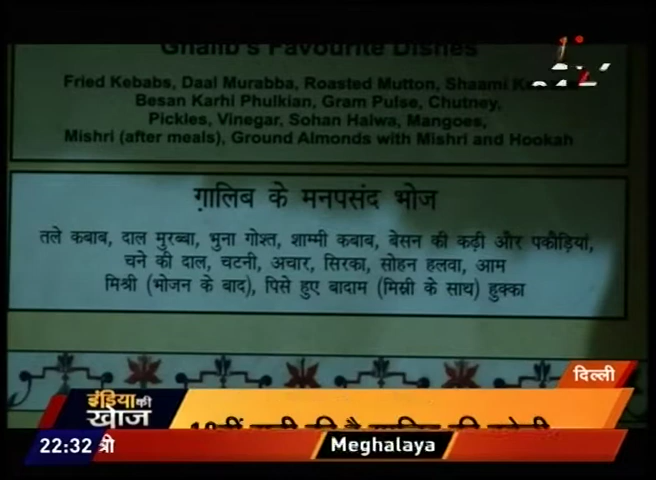 Ghalib's Favourite Dishes
Fried Kebabs, Daal Murabba, Roasted Mutton, Shaami
Besan Karhi Phulkian, Gram Pulse, Chutney,
Pickles, Vinegar, Sohan Halwa, Mangoes,
Mishri (after meals), Ground Almonds with Mishri and Hookah
ग़ालिब के मनपसंद भोज
तले कबाब, दाल मुरब्बा, भुना गोश्त, शाम्मी कबाब, बेसन की कढ़ी और पकौड़ियां,
चने की दाल, चटनी, अचार, सिरका, सोहन हलवा, आम
मिश्री (भोजन के बाद), पिसे हुए बादाम (मिश्री के साथ) हुक्का
दिल्ली
इंडिया की
खोज
22:32
Meghalaya